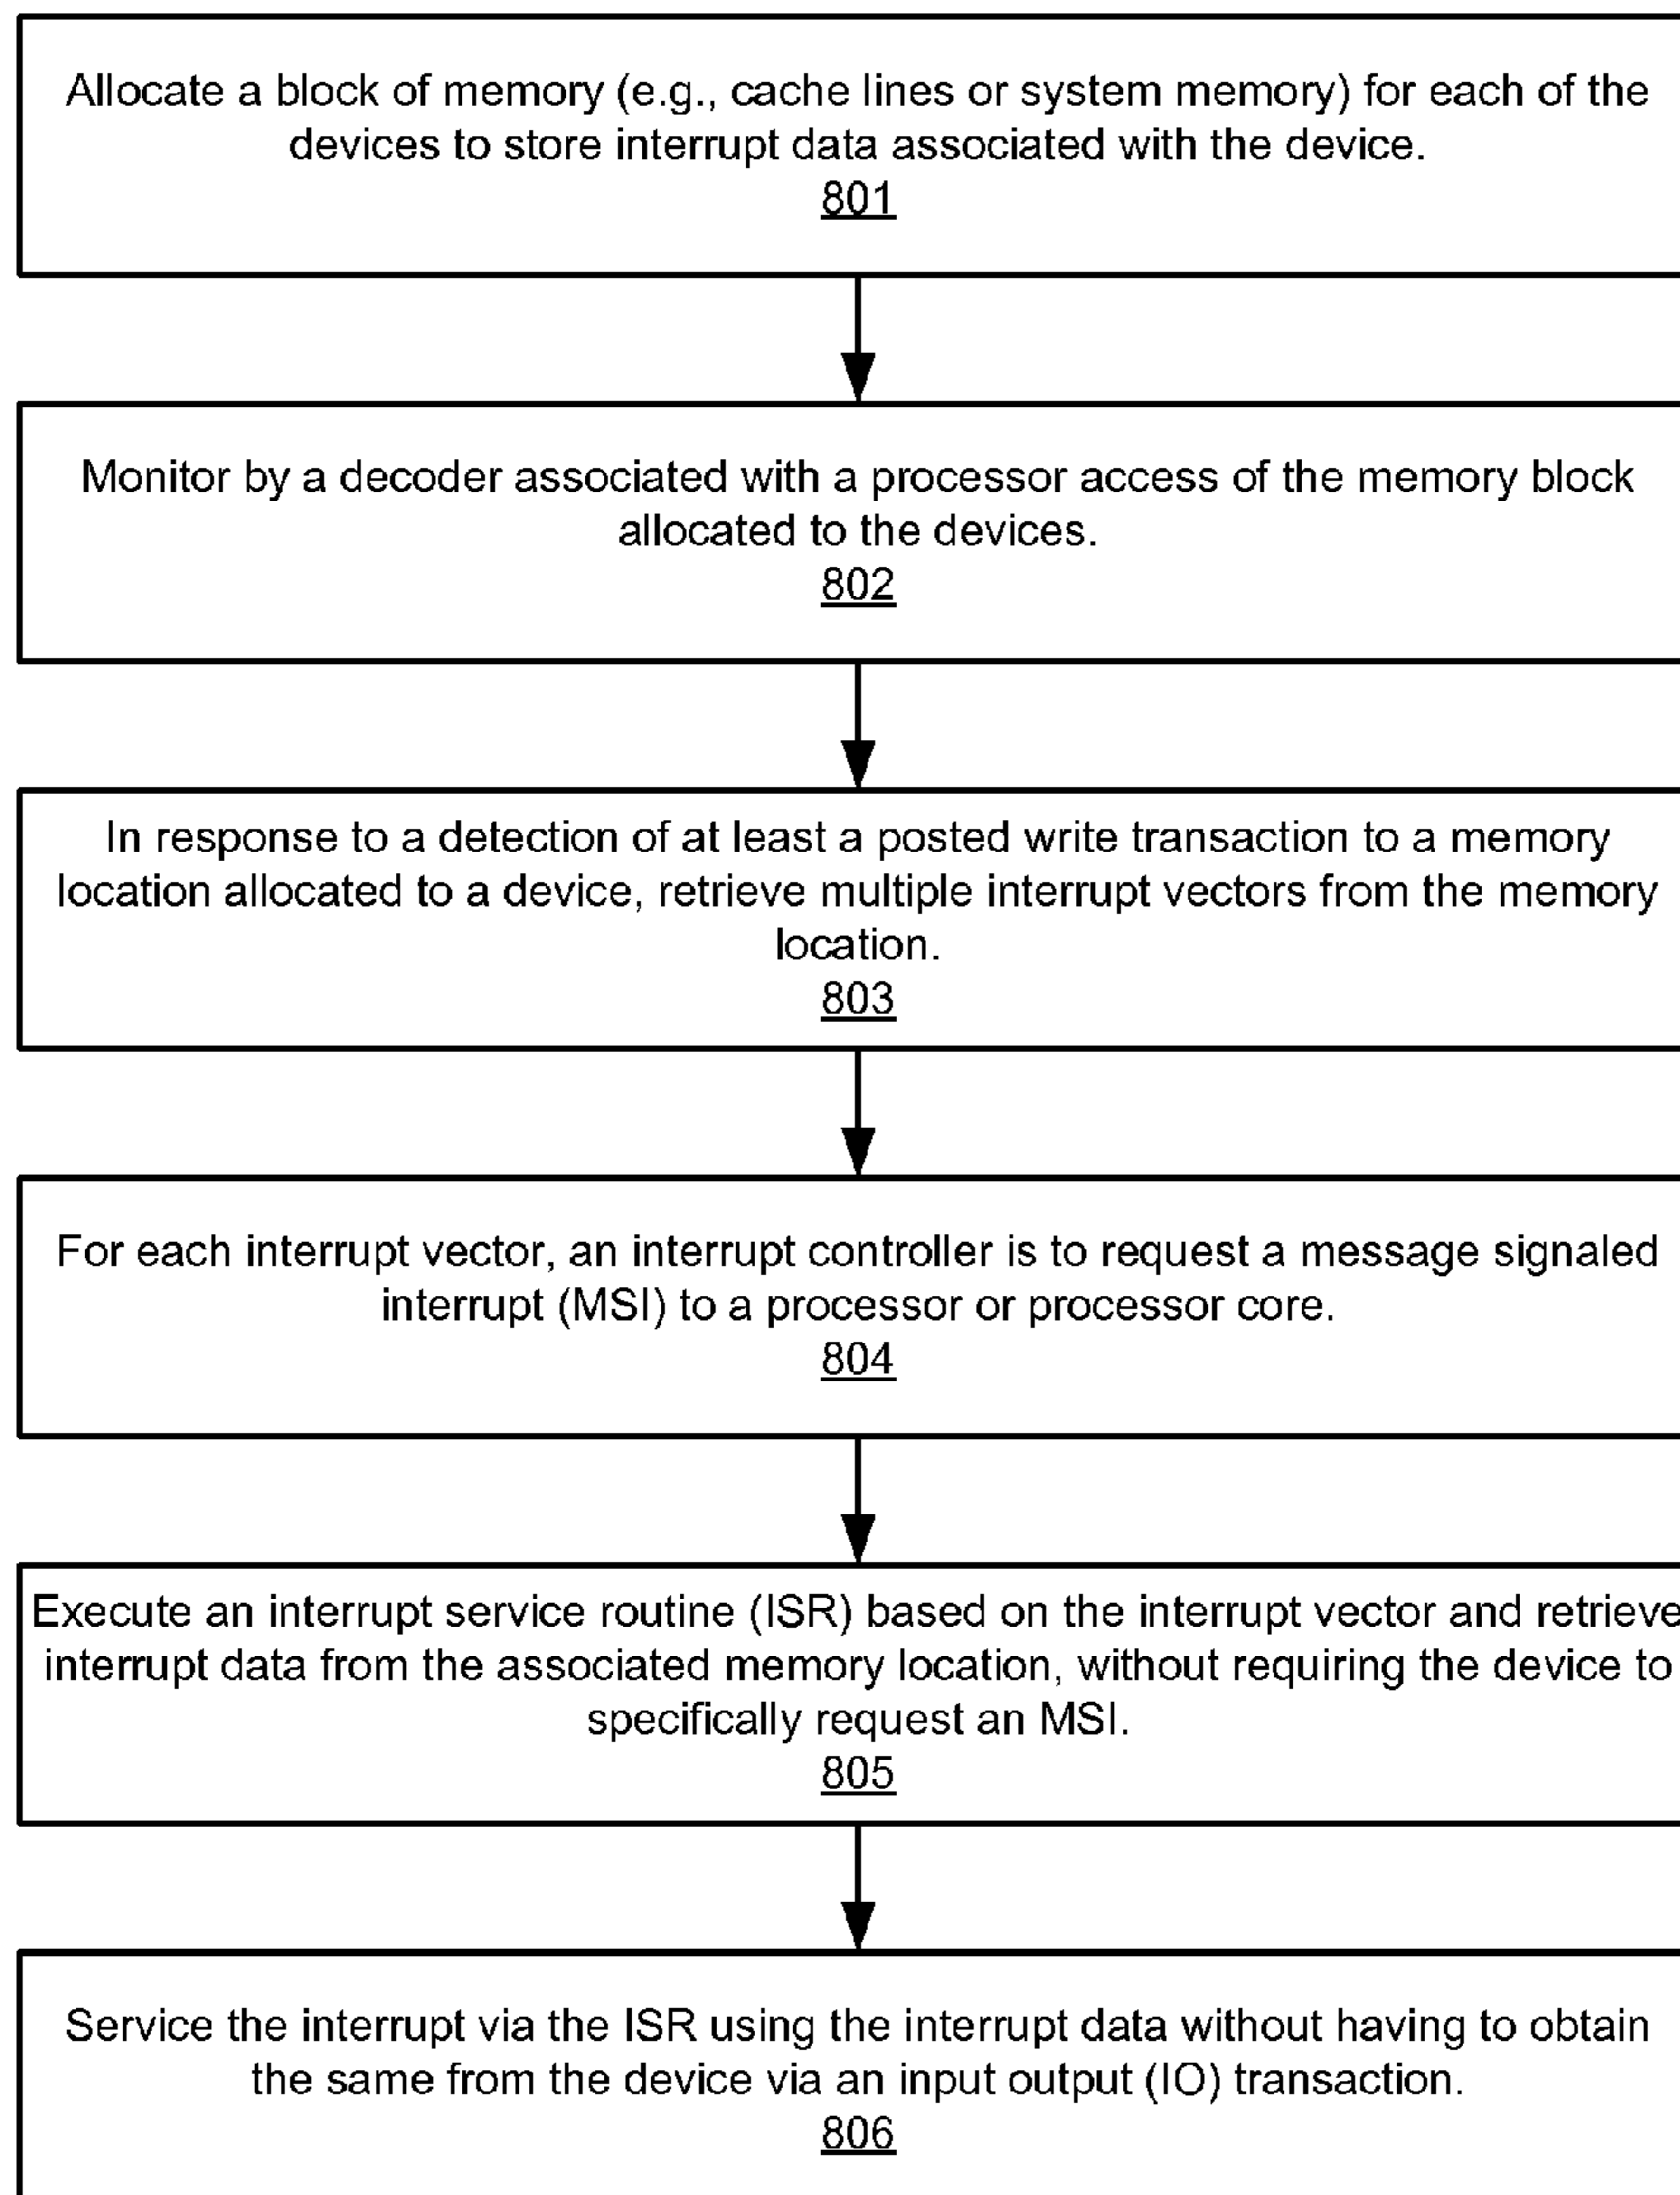 Allocate a block of memory (e.g., cache lines or system memory) for each of the
devices to store interrupt data associated with the device.
801
Monitor by a decoder associated with a processor access of the memory block
allocated to the devices.
802
In response to a detection of at least a posted write transaction to a memory
location allocated to a device, retrieve multiple interrupt vectors from the memory
location.
803
For each interrupt vector, an interrupt controller is to request a message signaled
interrupt (MSI) to a processor or processor core.
804
Execute an interrupt service routine (ISR) based on the interrupt vector and retrieve
interrupt data from the associated memory location, without requiring the device to
specifically request an MSI.
805
Service the interrupt via the ISR using the interrupt data without having to obtain
the same from the device via an input output (IO) transaction.
806